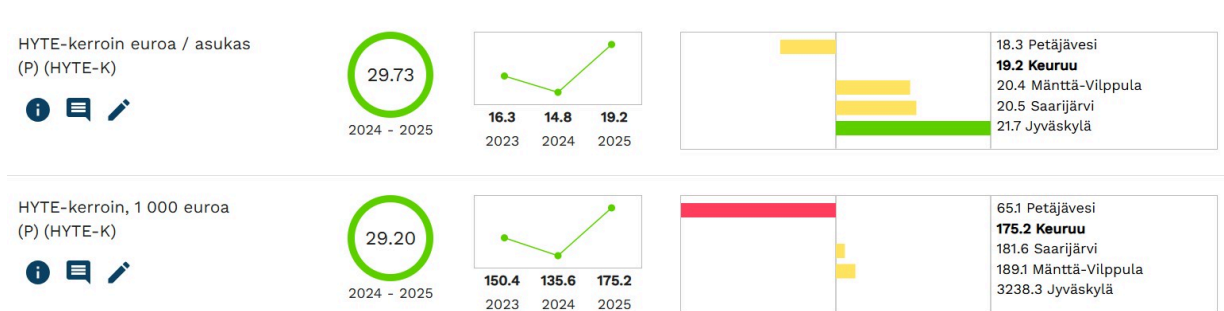 HYTE-kerroin euroa / asukas
(P) (HYTE-K)
29.73
2024 - 2025
16.3 14.8 19.2
2023 2024 2025
18.3 Petäjävesi
19.2 Keuruu
20.4 Mänttä-Vilppula
20.5 Saarijärvi
21.7 Jyväskylä
HYTE-kerroin, 1 000 euroa
(P) (HYTE-K)
29.20
2024 - 2025
150.4 135.6 175.2
2023 2024 2025
65.1 Petäjävesi
175.2 Keuruu
181.6 Saarijärvi
189.1 Mänttä-Vilppula
3238.3 Jyväskylä